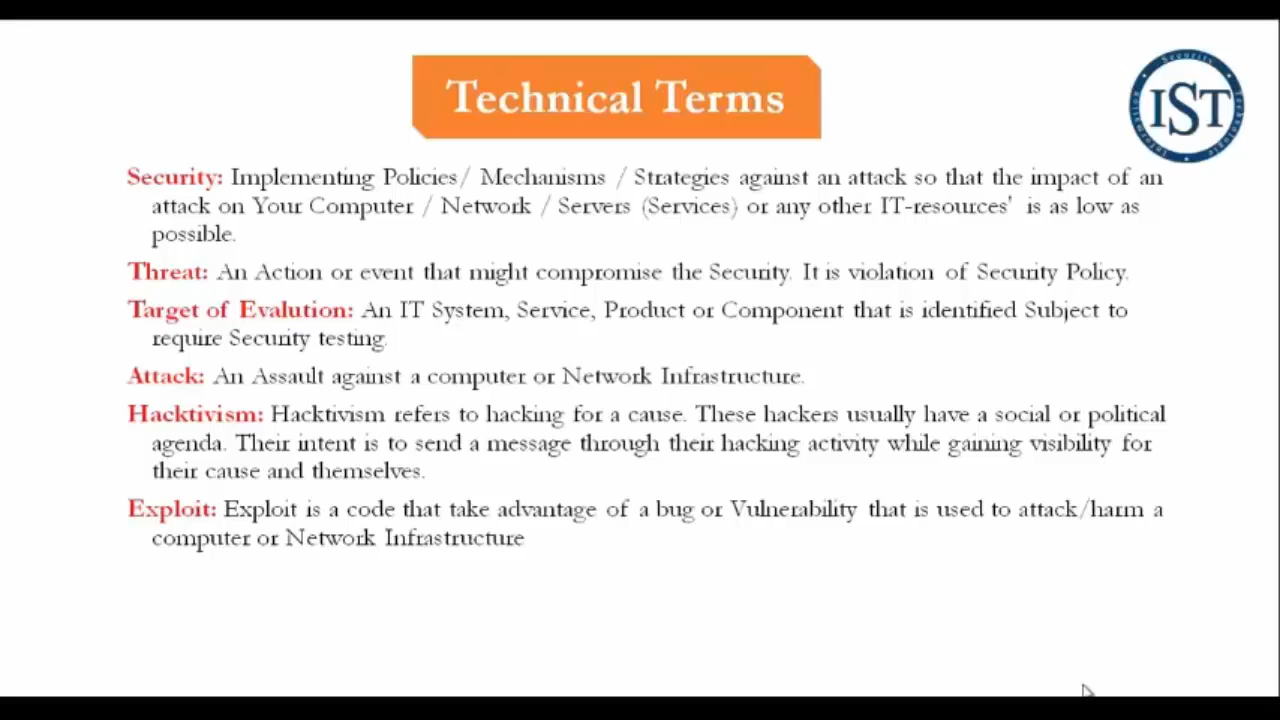 Technical Terms
IST
Security
Information
Security: Implementing Policies/ Mechanisms / Strategies against an attack so that the impact of an
attack on Your Computer / Network / Servers (Services) or any other IT-resources' is as low as
possible.
Threat: An Action or event that might compromise the Security. It is violation of Security Policy.
Target of Evalution: An IT System, Service, Product or Component that is identified Subject to
require Security testing.
Attack: An Assault against a computer or Network Infrastructure.
Hacktivism: Hacktivism refers to hacking for a cause. These hackers usually have a social or political
agenda. Their intent is to send a message through their hacking activity while gaining visibility for
their cause and themselves.
Exploit: Exploit is a code that take advantage of a bug or Vulnerability that is used to attack/harm a
computer or Network Infrastructure